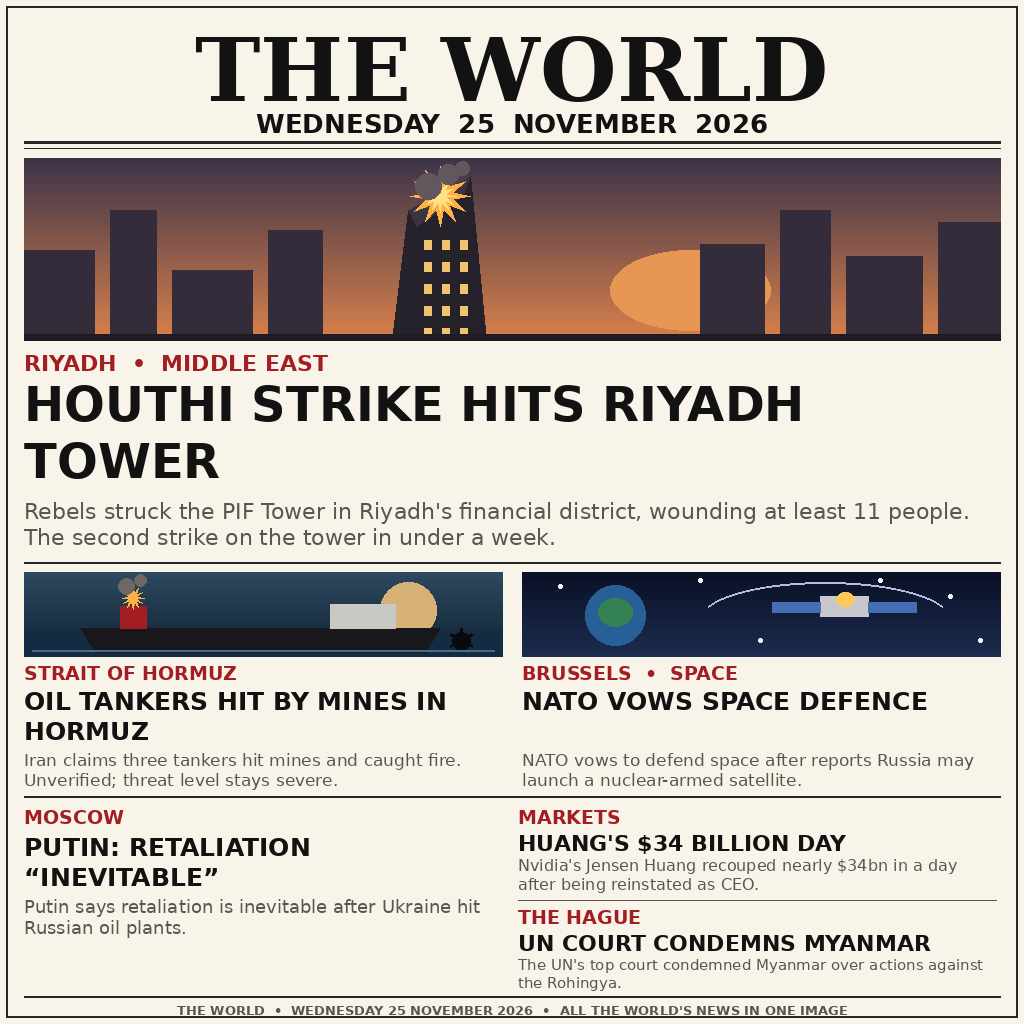 THE WORLD
WEDNESDAY 25 NOVEMBER 2026
RIYADH • MIDDLE EAST
HOUTHI STRIKE HITS RIYADH
TOWER
Rebels struck the PIF Tower in Riyadh's financial district, wounding at least 11 people.
The second strike on the tower in under a week.
STRAIT OF HORMUZ
OIL TANKERS HIT BY MINES IN
HORMUZ
Iran claims three tankers hit mines and caught fire.
Unverified; threat level stays severe.
BRUSSELS • SPACE
NATO VOWS SPACE DEFENCE
NATO vows to defend space after reports Russia may
launch a nuclear-armed satellite.
MOSCOW
PUTIN: RETALIATION
“INEVITABLE”
Putin says retaliation is inevitable after Ukraine hit
Russian oil plants.
MARKETS
HUANG'S $34 BILLION DAY
Nvidia's Jensen Huang recouped nearly $34bn in a day
after being reinstated as CEO.
THE HAGUE
UN COURT CONDEMNS MYANMAR
The UN's top court condemned Myanmar over actions against
the Rohingya.
THE WORLD • WEDNESDAY 25 NOVEMBER 2026 • ALL THE WORLD'S NEWS IN ONE IMAGE